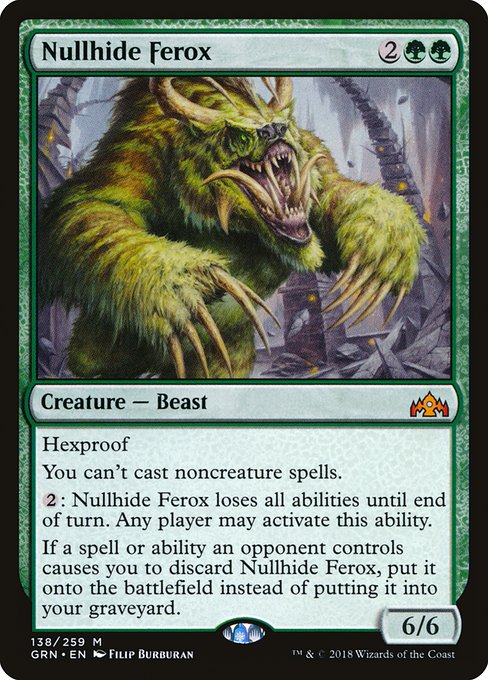 Nullhide Ferox 2
Creature — Beast
Hexproof
You can't cast noncreature spells.
2: Nullhide Ferox loses all abilities until end
of turn. Any player may activate this ability.
If a spell or ability an opponent controls
causes you to discard Nullhide Ferox, put it
onto the battlefield instead of putting it into
your graveyard.
6/6
138/259 M
GRN • EN Filip Burburan
™ & © 2018 Wizards of the Coast